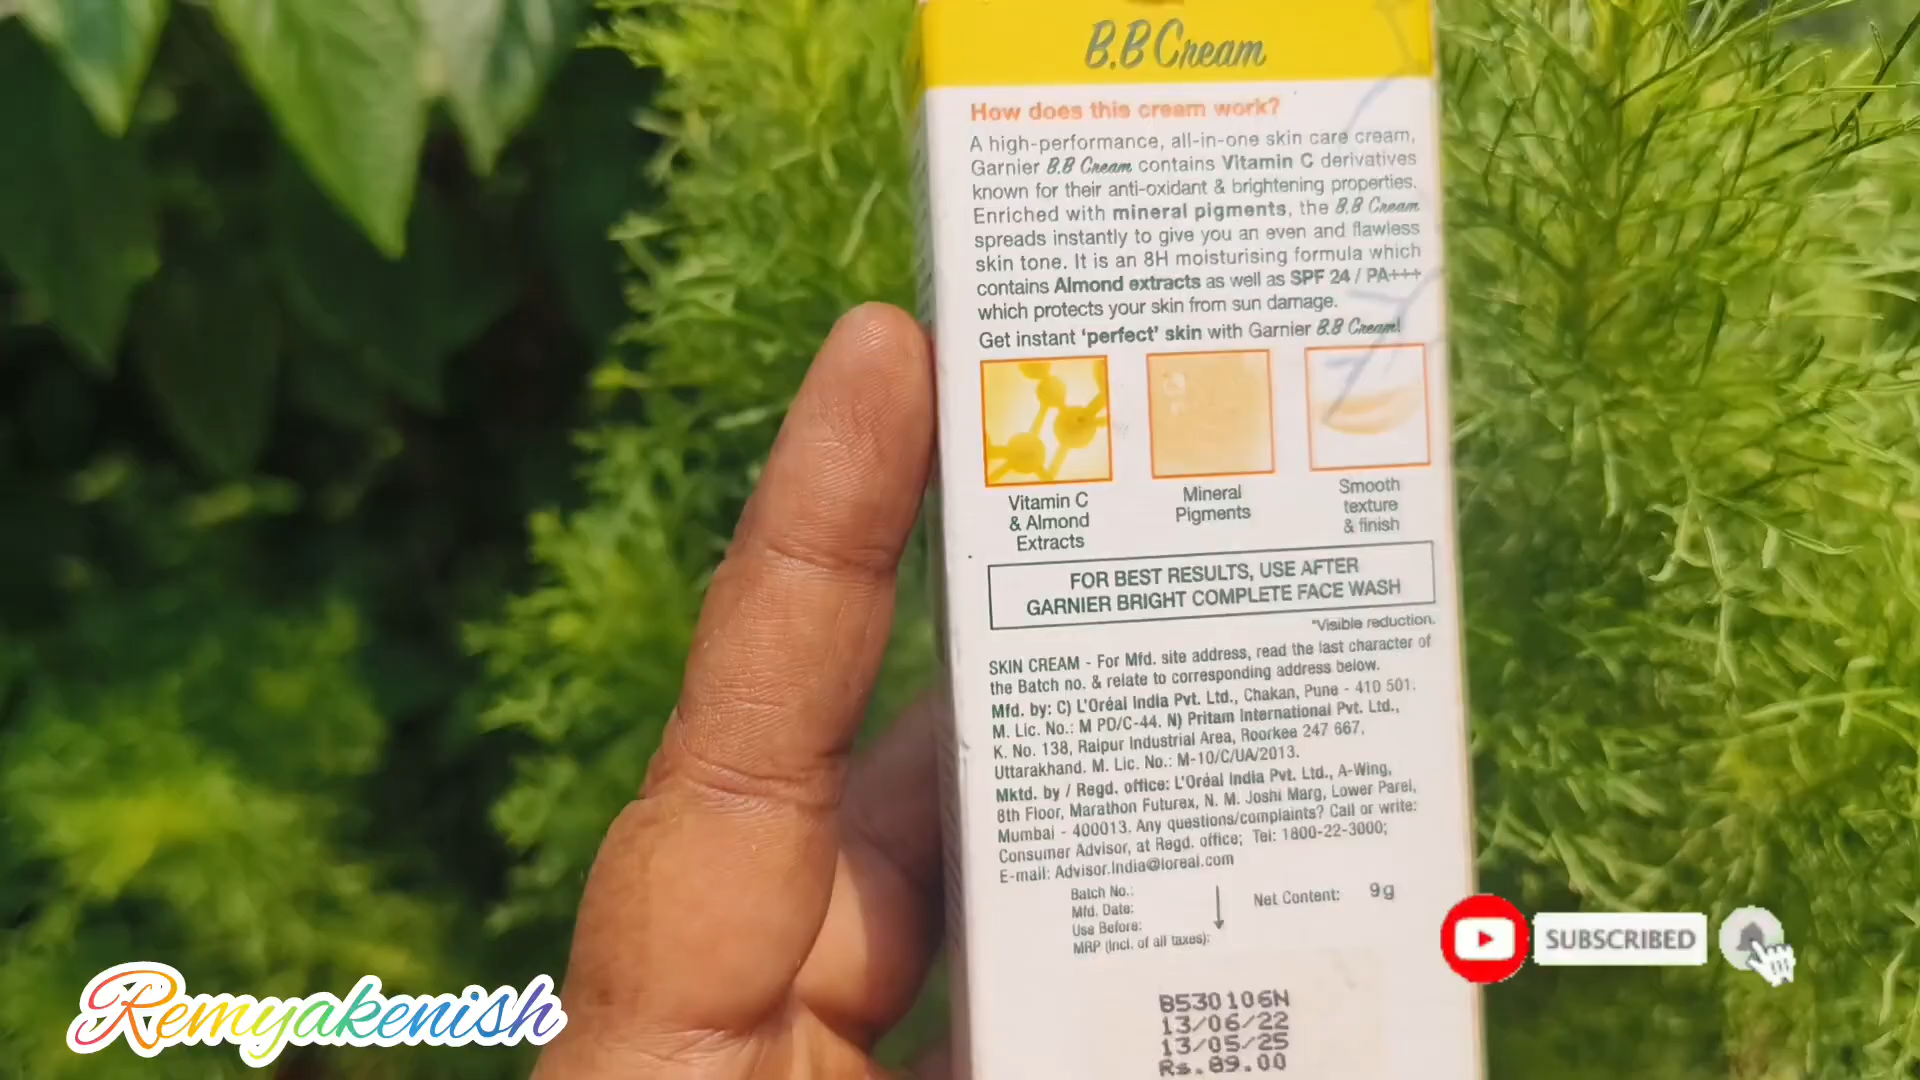 B.B Cream
How does this cream work?
A high-performance, all-in-one skin care cream,
Garnier B.B Cream contains Vitamin C derivatives
known for their anti-oxidant & brightening properties.
Enriched with mineral pigments, the B.B Cream
spreads instantly to give you an even and flawless
skin tone. It is an 8H moisturising formula which
contains Almond extracts as well as SPF 24 / PA+++
which protects your skin from sun damage.
Get instant ‘perfect’ skin with Garnier B.B Cream!
Vitamin C
& Almond
Extracts
Mineral
Pigments
Smooth
texture
& finish
FOR BEST RESULTS, USE AFTER
GARNIER BRIGHT COMPLETE FACE WASH
*Visible reduction.
SKIN CREAM - For Mfd. site address, read the last character of
the Batch no. & relate to corresponding address below.
Mfd. by: C) L'Oréal India Pvt. Ltd., Chakan, Pune - 410 501.
M. Lic. No.: M PD/C-44. N) Pritam International Pvt. Ltd.,
K. No. 138, Raipur Industrial Area, Roorkee 247 667,
Uttarakhand. M. Lic. No.: M-10/C/UA/2013.
Mktd. by / Regd. office: L'Oréal India Pvt. Ltd., A-Wing,
8th Floor, Marathon Futurex, N. M. Joshi Marg, Lower Parel,
Mumbai - 400013. Any questions/complaints? Call or write:
Consumer Advisor, at Regd. office; Tel: 1800-22-3000;
E-mail: Advisor.India@loreal.com
Batch No.:
Mfd. Date:
Use Before:
MRP (Incl. of all taxes):
Net Content: 9 g
B530106N
13/06/22
13/05/25
Rs.89.00
SUBSCRIBED
Remyakenish